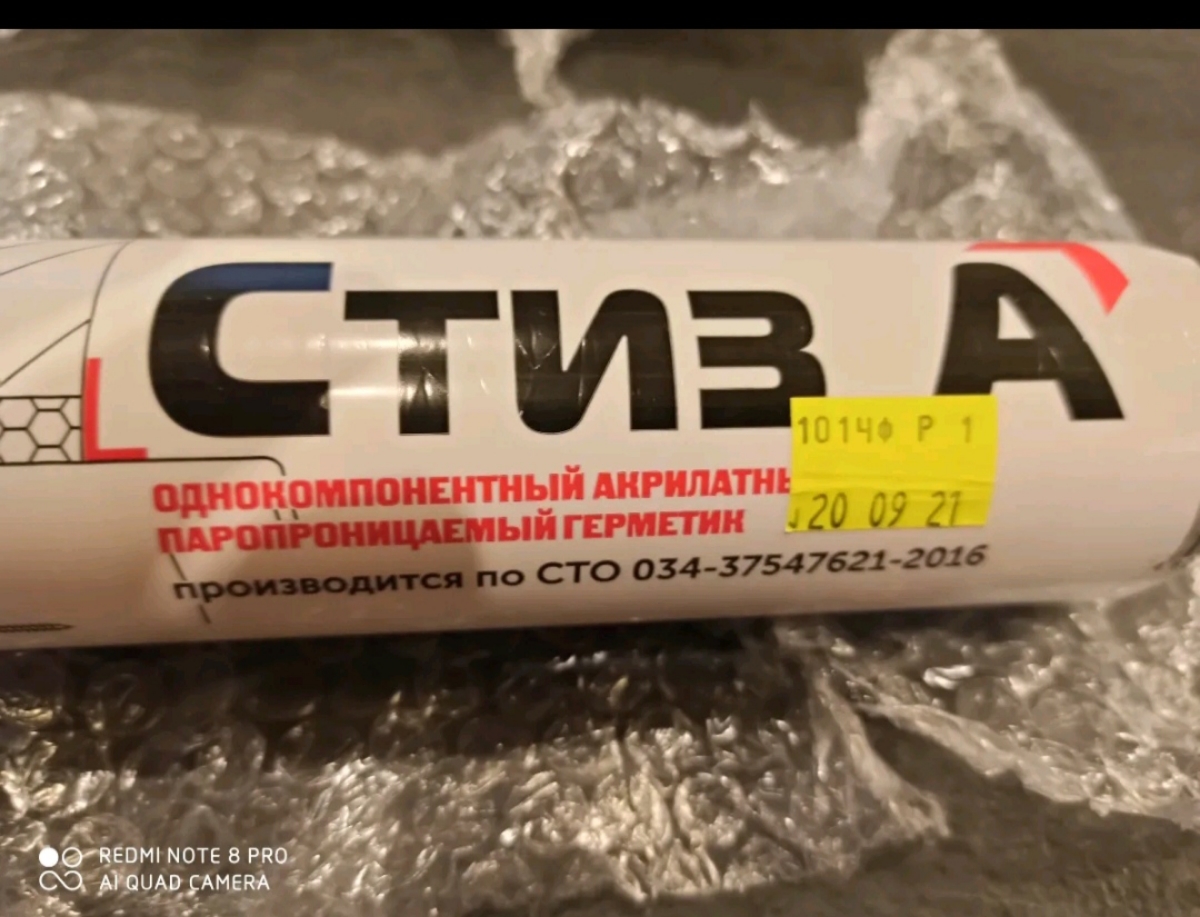 СТИЗ А
1014Ф Р 1
20 09 21
ОДНОКОМПОНЕНТНЫЙ
ПАРОПРОНИЦАЕМЫЙ ГЕРМЕТИК
производится по СТО 034-37547621-2016
REDMI NOTE 8 PRO
AI QUAD CAMERA